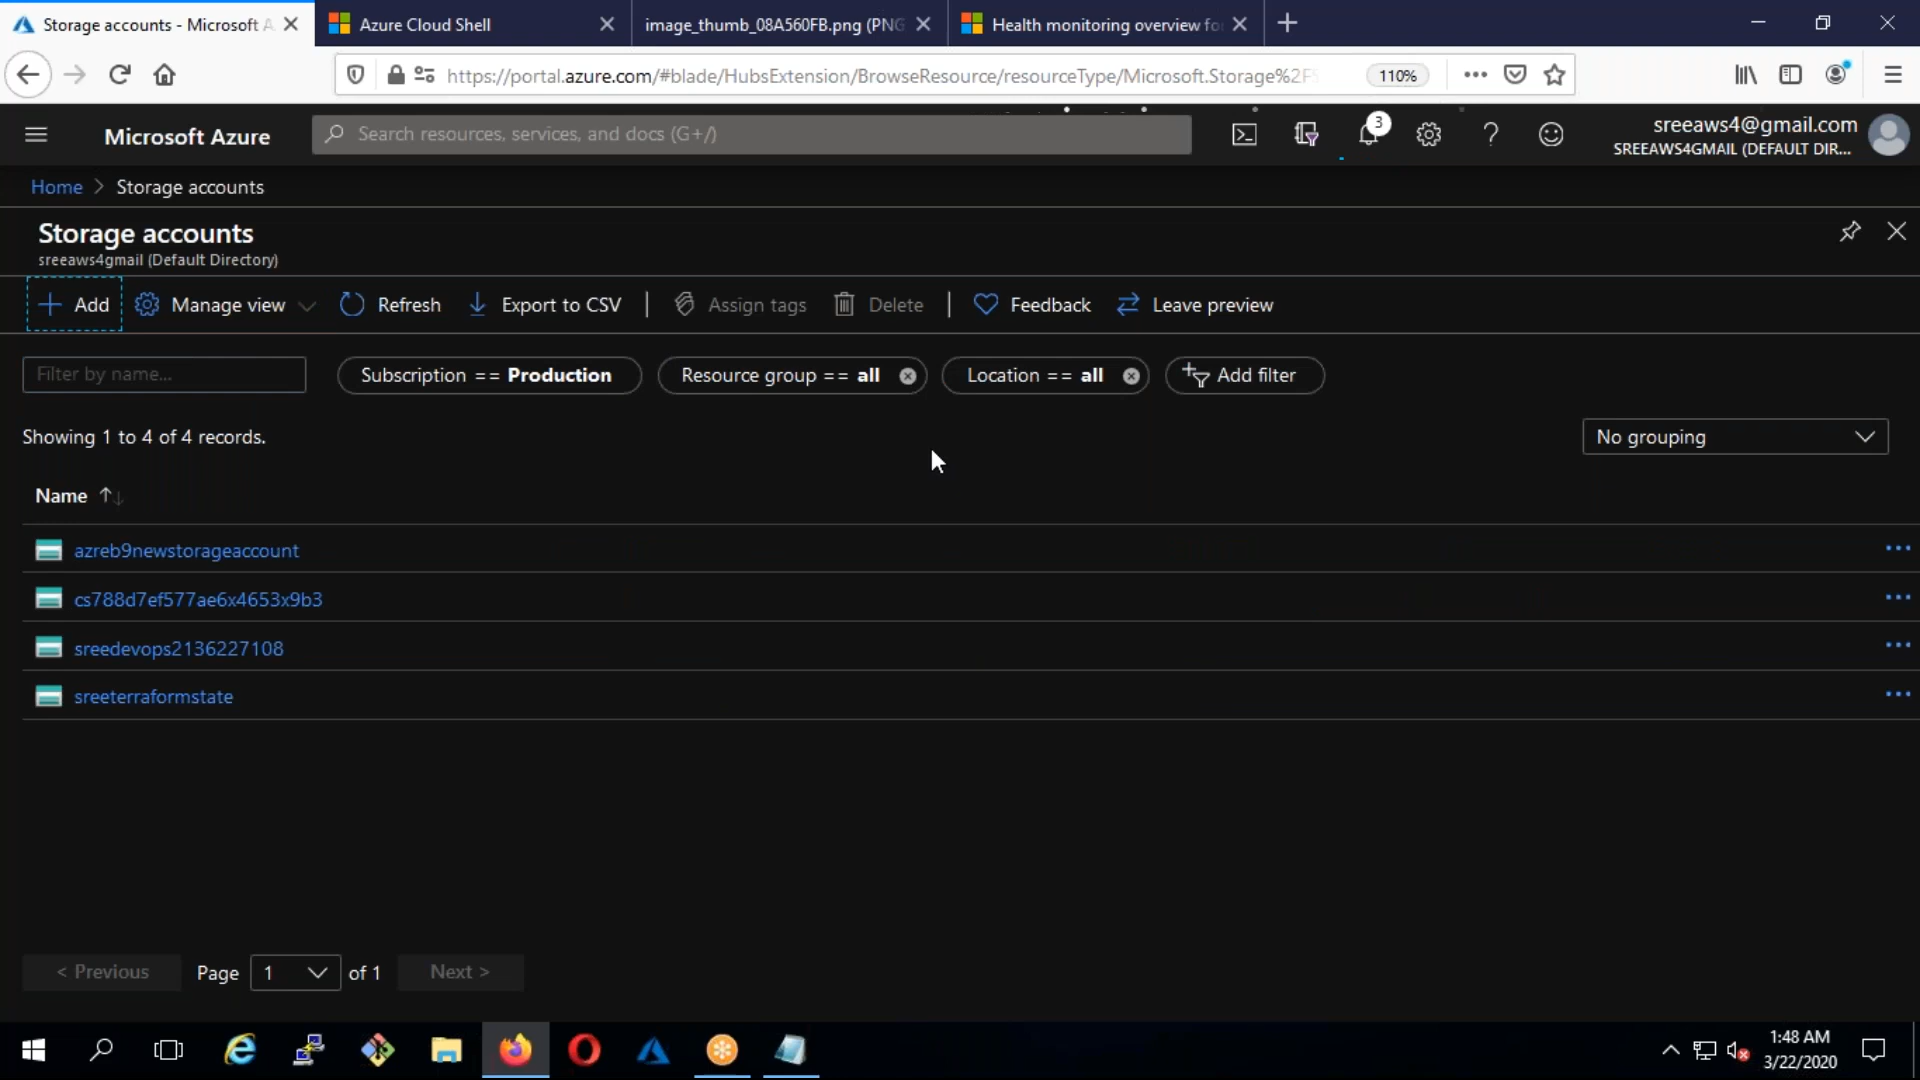 Storage accounts - Microsoft A
Azure Cloud Shell
image_thumb_08A560FB.png (PNG
Health monitoring overview fo
https://portal.azure.com/#blade/HubsExtension/BrowseResource/resourceType/Microsoft.Storage%2F
110%
Microsoft Azure
Search resources, services, and docs (G+/)
3
sreeaws4@gmail.com
SREEAWS4GMAIL (DEFAULT DIR...
Home > Storage accounts
Storage accounts
sreeaws4gmail (Default Directory)
Add
Manage view
Refresh
Export to CSV
Assign tags
Delete
Feedback
Leave preview
Filter by name...
Subscription == Production
Resource group == all
Location == all
Add filter
Showing 1 to 4 of 4 records.
No grouping
Name
azreb9newstorageaccount
cs788d7ef577ae6x4653x9b3
sreedevops2136227108
sreeterraformstate
< Previous
Page 1 of 1
Next >
1:48 AM
3/22/2020